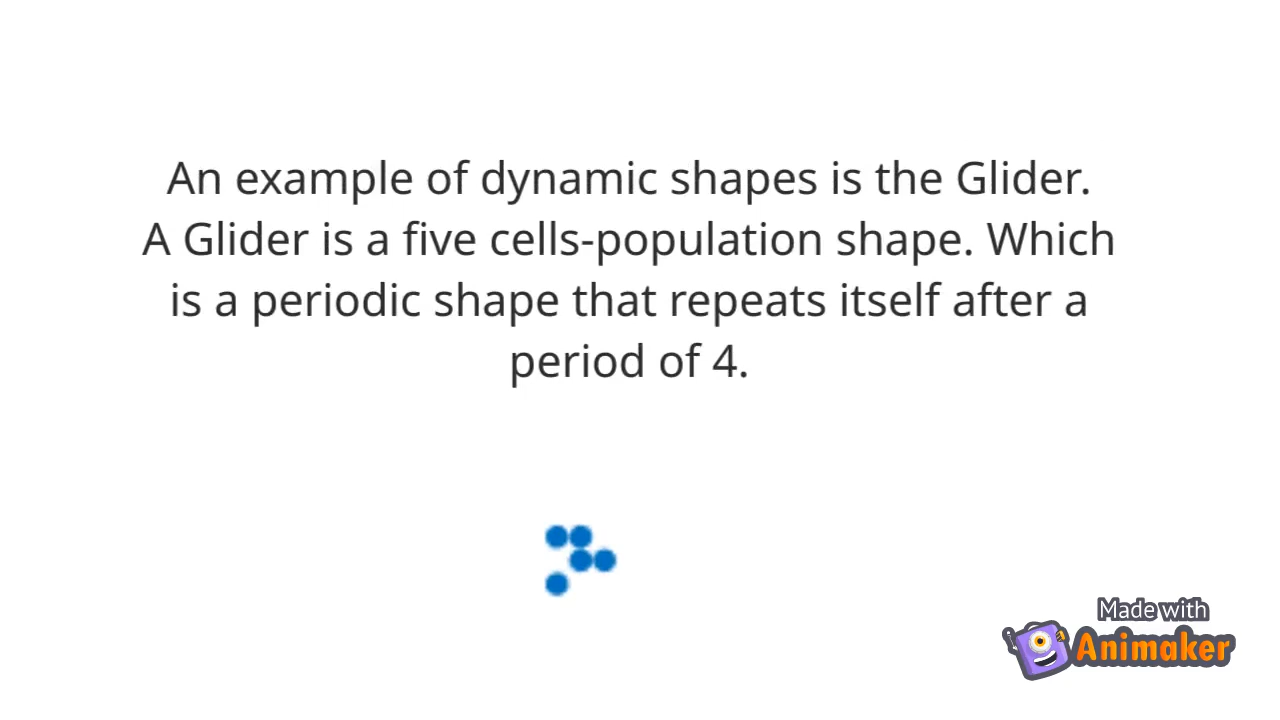 An example of dynamic shapes is the Glider.
A Glider is a five cells-population shape. Which
is a periodic shape that repeats itself after a
period of 4.
Made with
Animaker